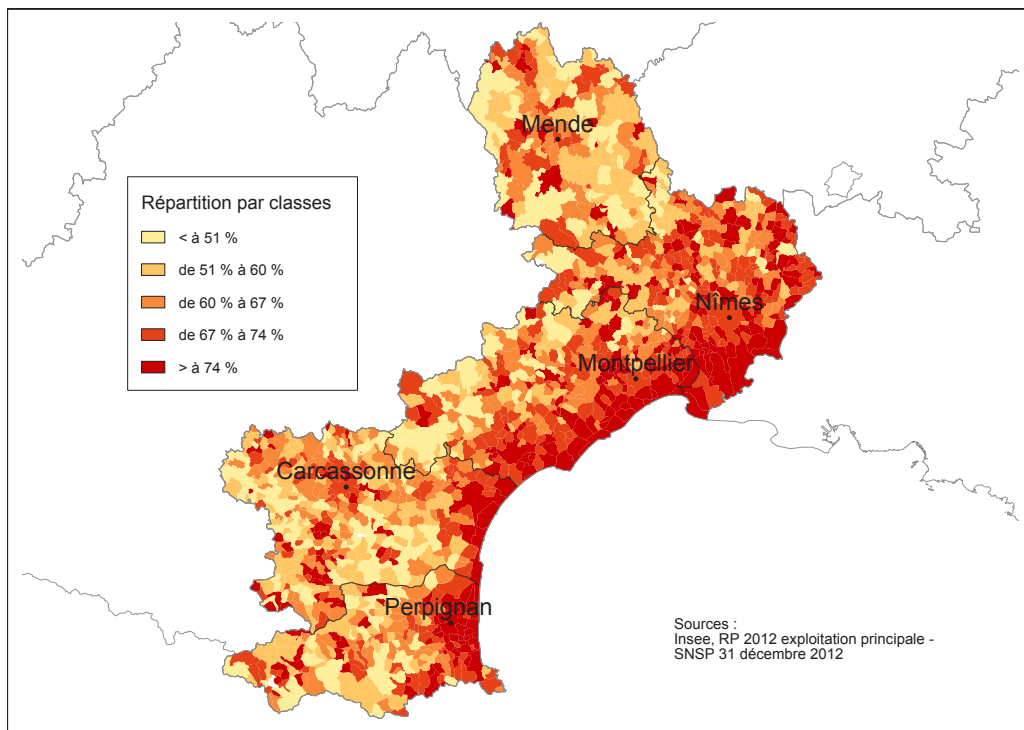 Mende
Répartition par classes
< à 51 %
de 51 % à 60 %
de 60 % à 67 %
de 67 % à 74 %
> à 74 %
Nîmes
Montpellier
Carcassonne
Perpignan
Sources :
Insee, RP 2012 exploitation principale -
SNSP 31 décembre 2012